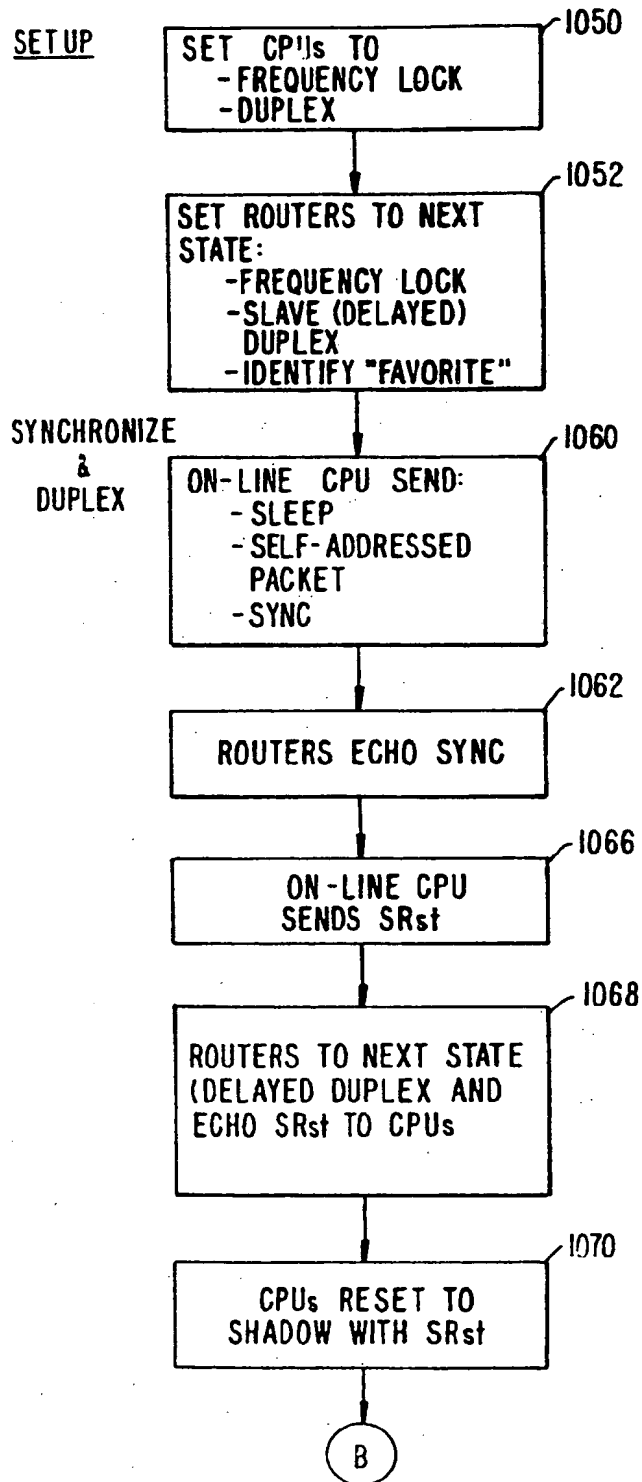 SETUP
1050
SET CPUs TO
-FREQUENCY LOCK
-DUPLEX
1052
SET ROUTERS TO NEXT
STATE:
-FREQUENCY LOCK
-SLAVE (DELAYED)
DUPLEX
-IDENTIFY "FAVORITE"
SYNCHRONIZE
&
DUPLEX
1060
ON-LINE CPU SEND:
-SLEEP
-SELF-ADDRESSED
PACKET
-SYNC
1062
ROUTERS ECHO SYNC
1066
ON-LINE CPU
SENDS SRst
1068
ROUTERS TO NEXT STATE
(DELAYED DUPLEX AND
ECHO SRst TO CPUs
1070
CPUs RESET TO
SHADOW WITH SRst
B